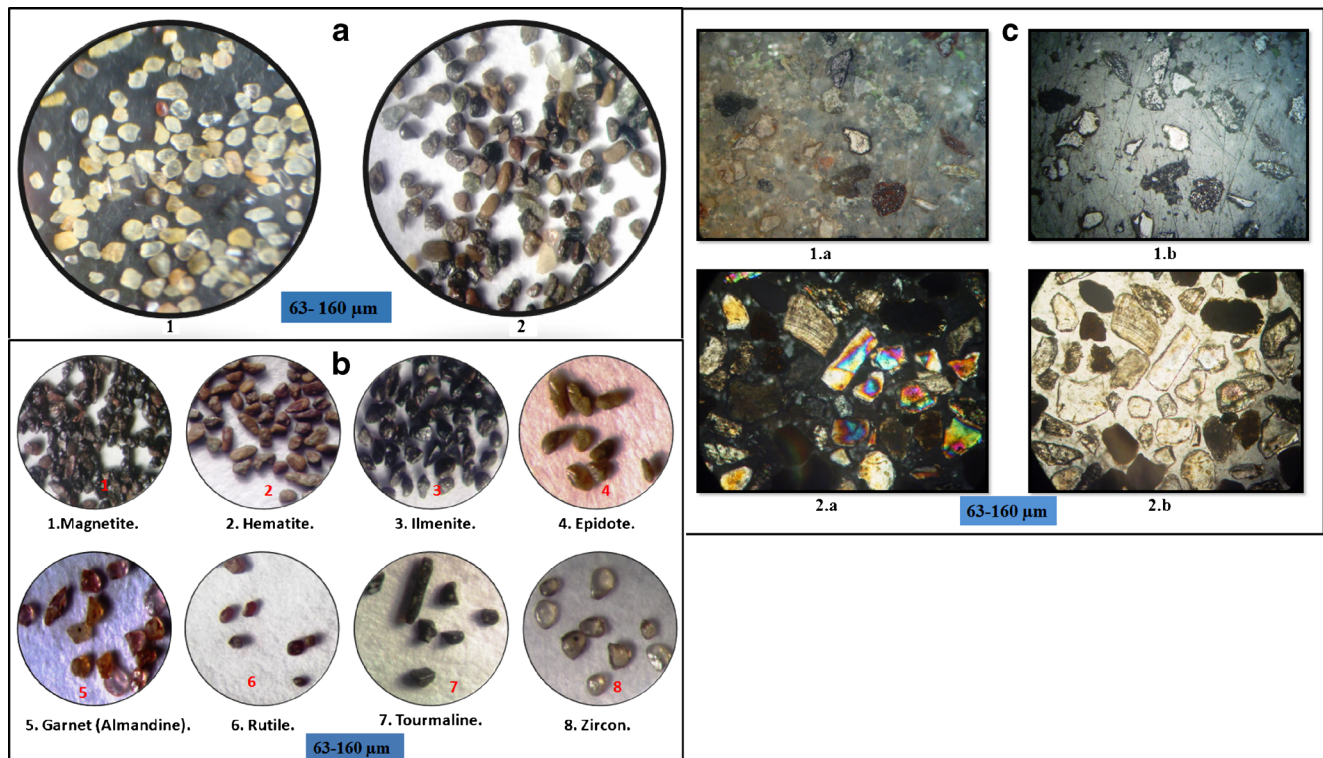 a
63- 160 µm
1
2
b
1
2
3
4
1.Magnetite.
2. Hematite.
3. Ilmenite.
4. Epidote.
5
6
7
8
5. Garnet (Almandine).
6. Rutile.
7. Tourmaline.
8. Zircon.
63-160 µm
c
1.a
1.b
2.a
2.b
63-160 µm